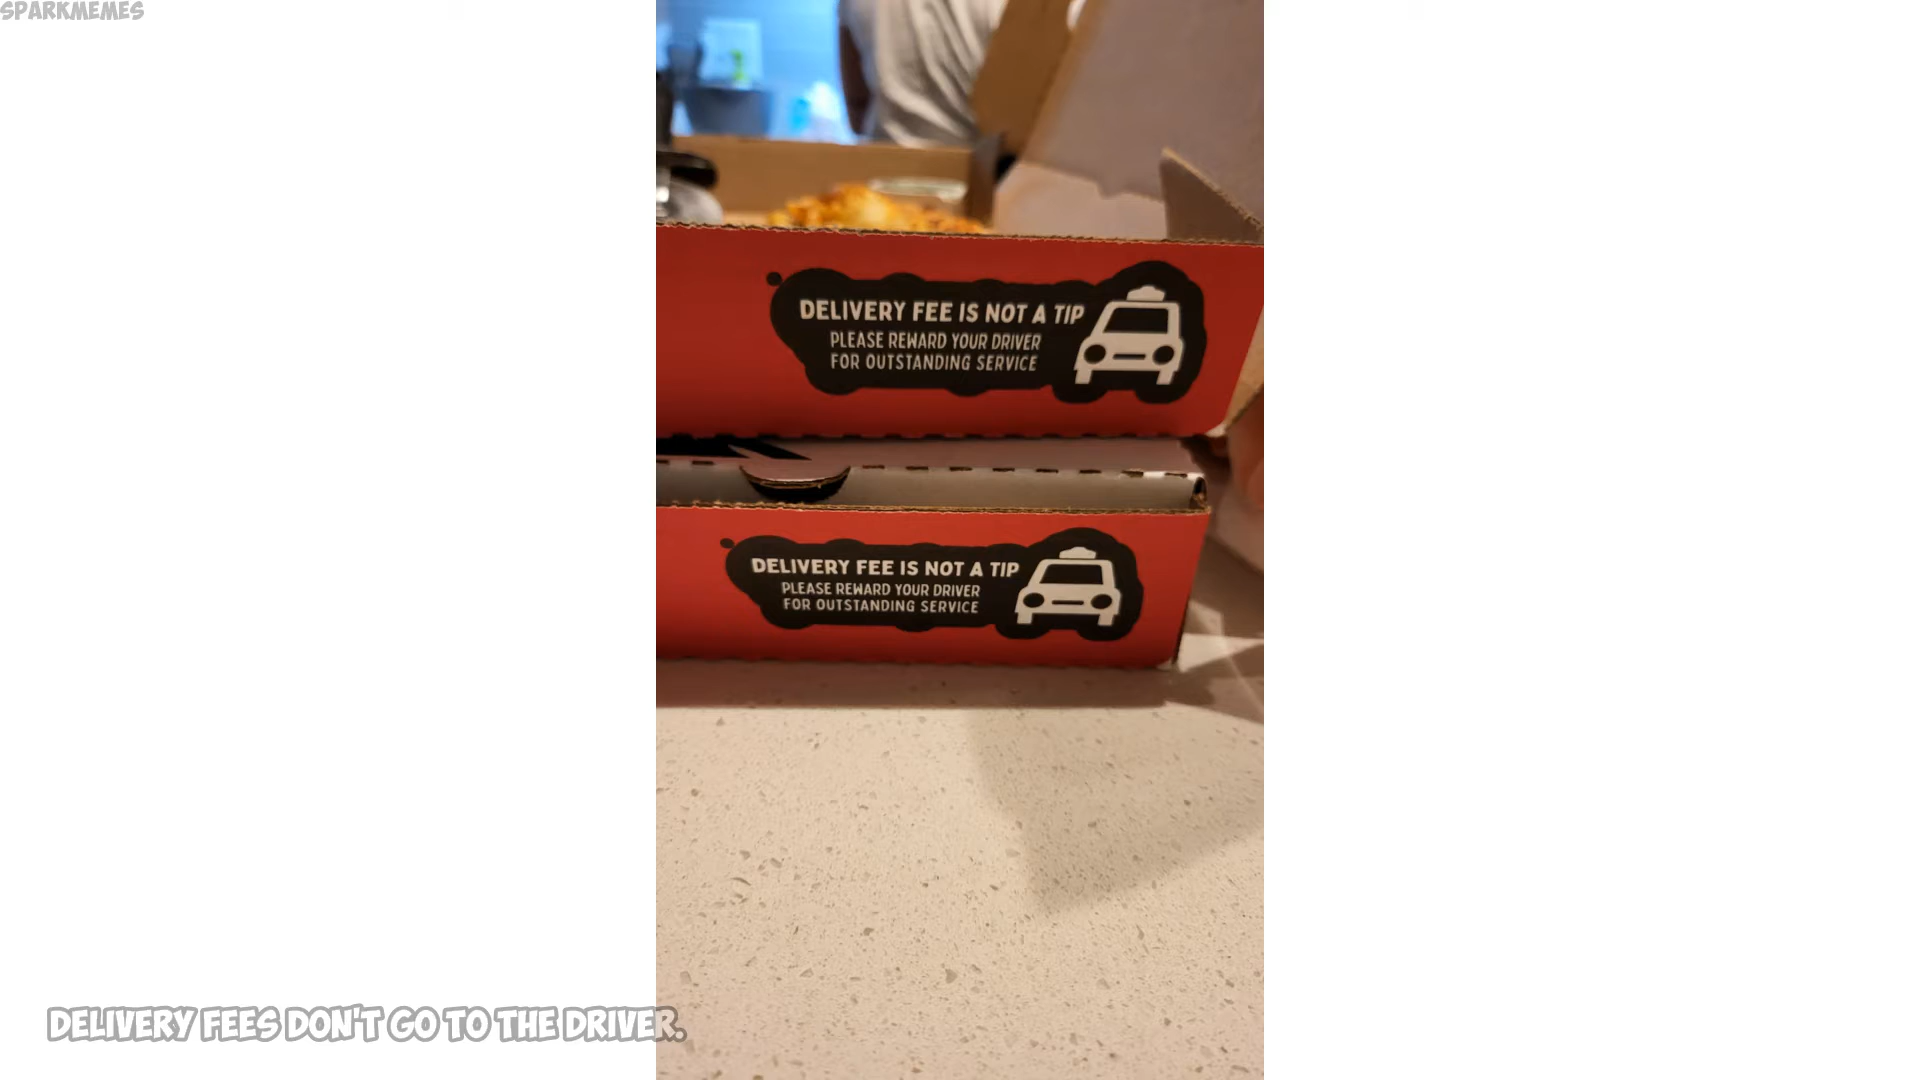 SPARKMEMES
DELIVERY FEE IS NOT A TIP
PLEASE REWARD YOUR DRIVER
FOR OUTSTANDING SERVICE
DELIVERY FEE IS NOT A TIP
PLEASE REWARD YOUR DRIVER
FOR OUTSTANDING SERVICE
DELIVERY FEES DON'T GO TO THE DRIVER.